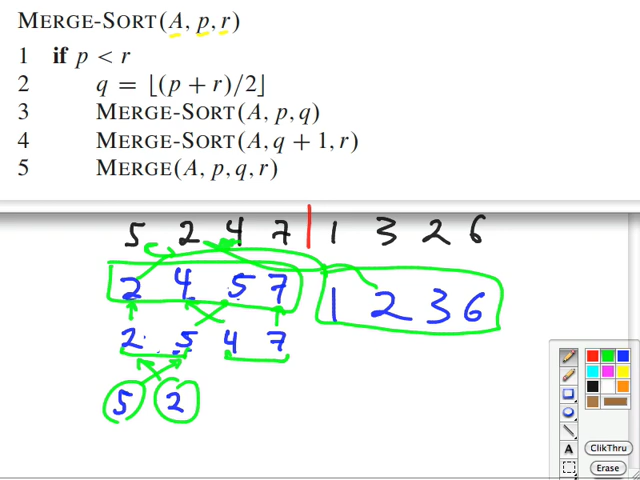 MERGE-SORT(A, p, r)
1 if p < r
2 q = ⌊(p + r)/2⌋
3 MERGE-SORT(A, p, q)
4 MERGE-SORT(A, q + 1, r)
5 MERGE(A, p, q, r)
5 2 4 7 | 1 3 2 6
2 4 5 7 1 2 3 6
2 5 4 7
5 2
A
ClikThru
Erase